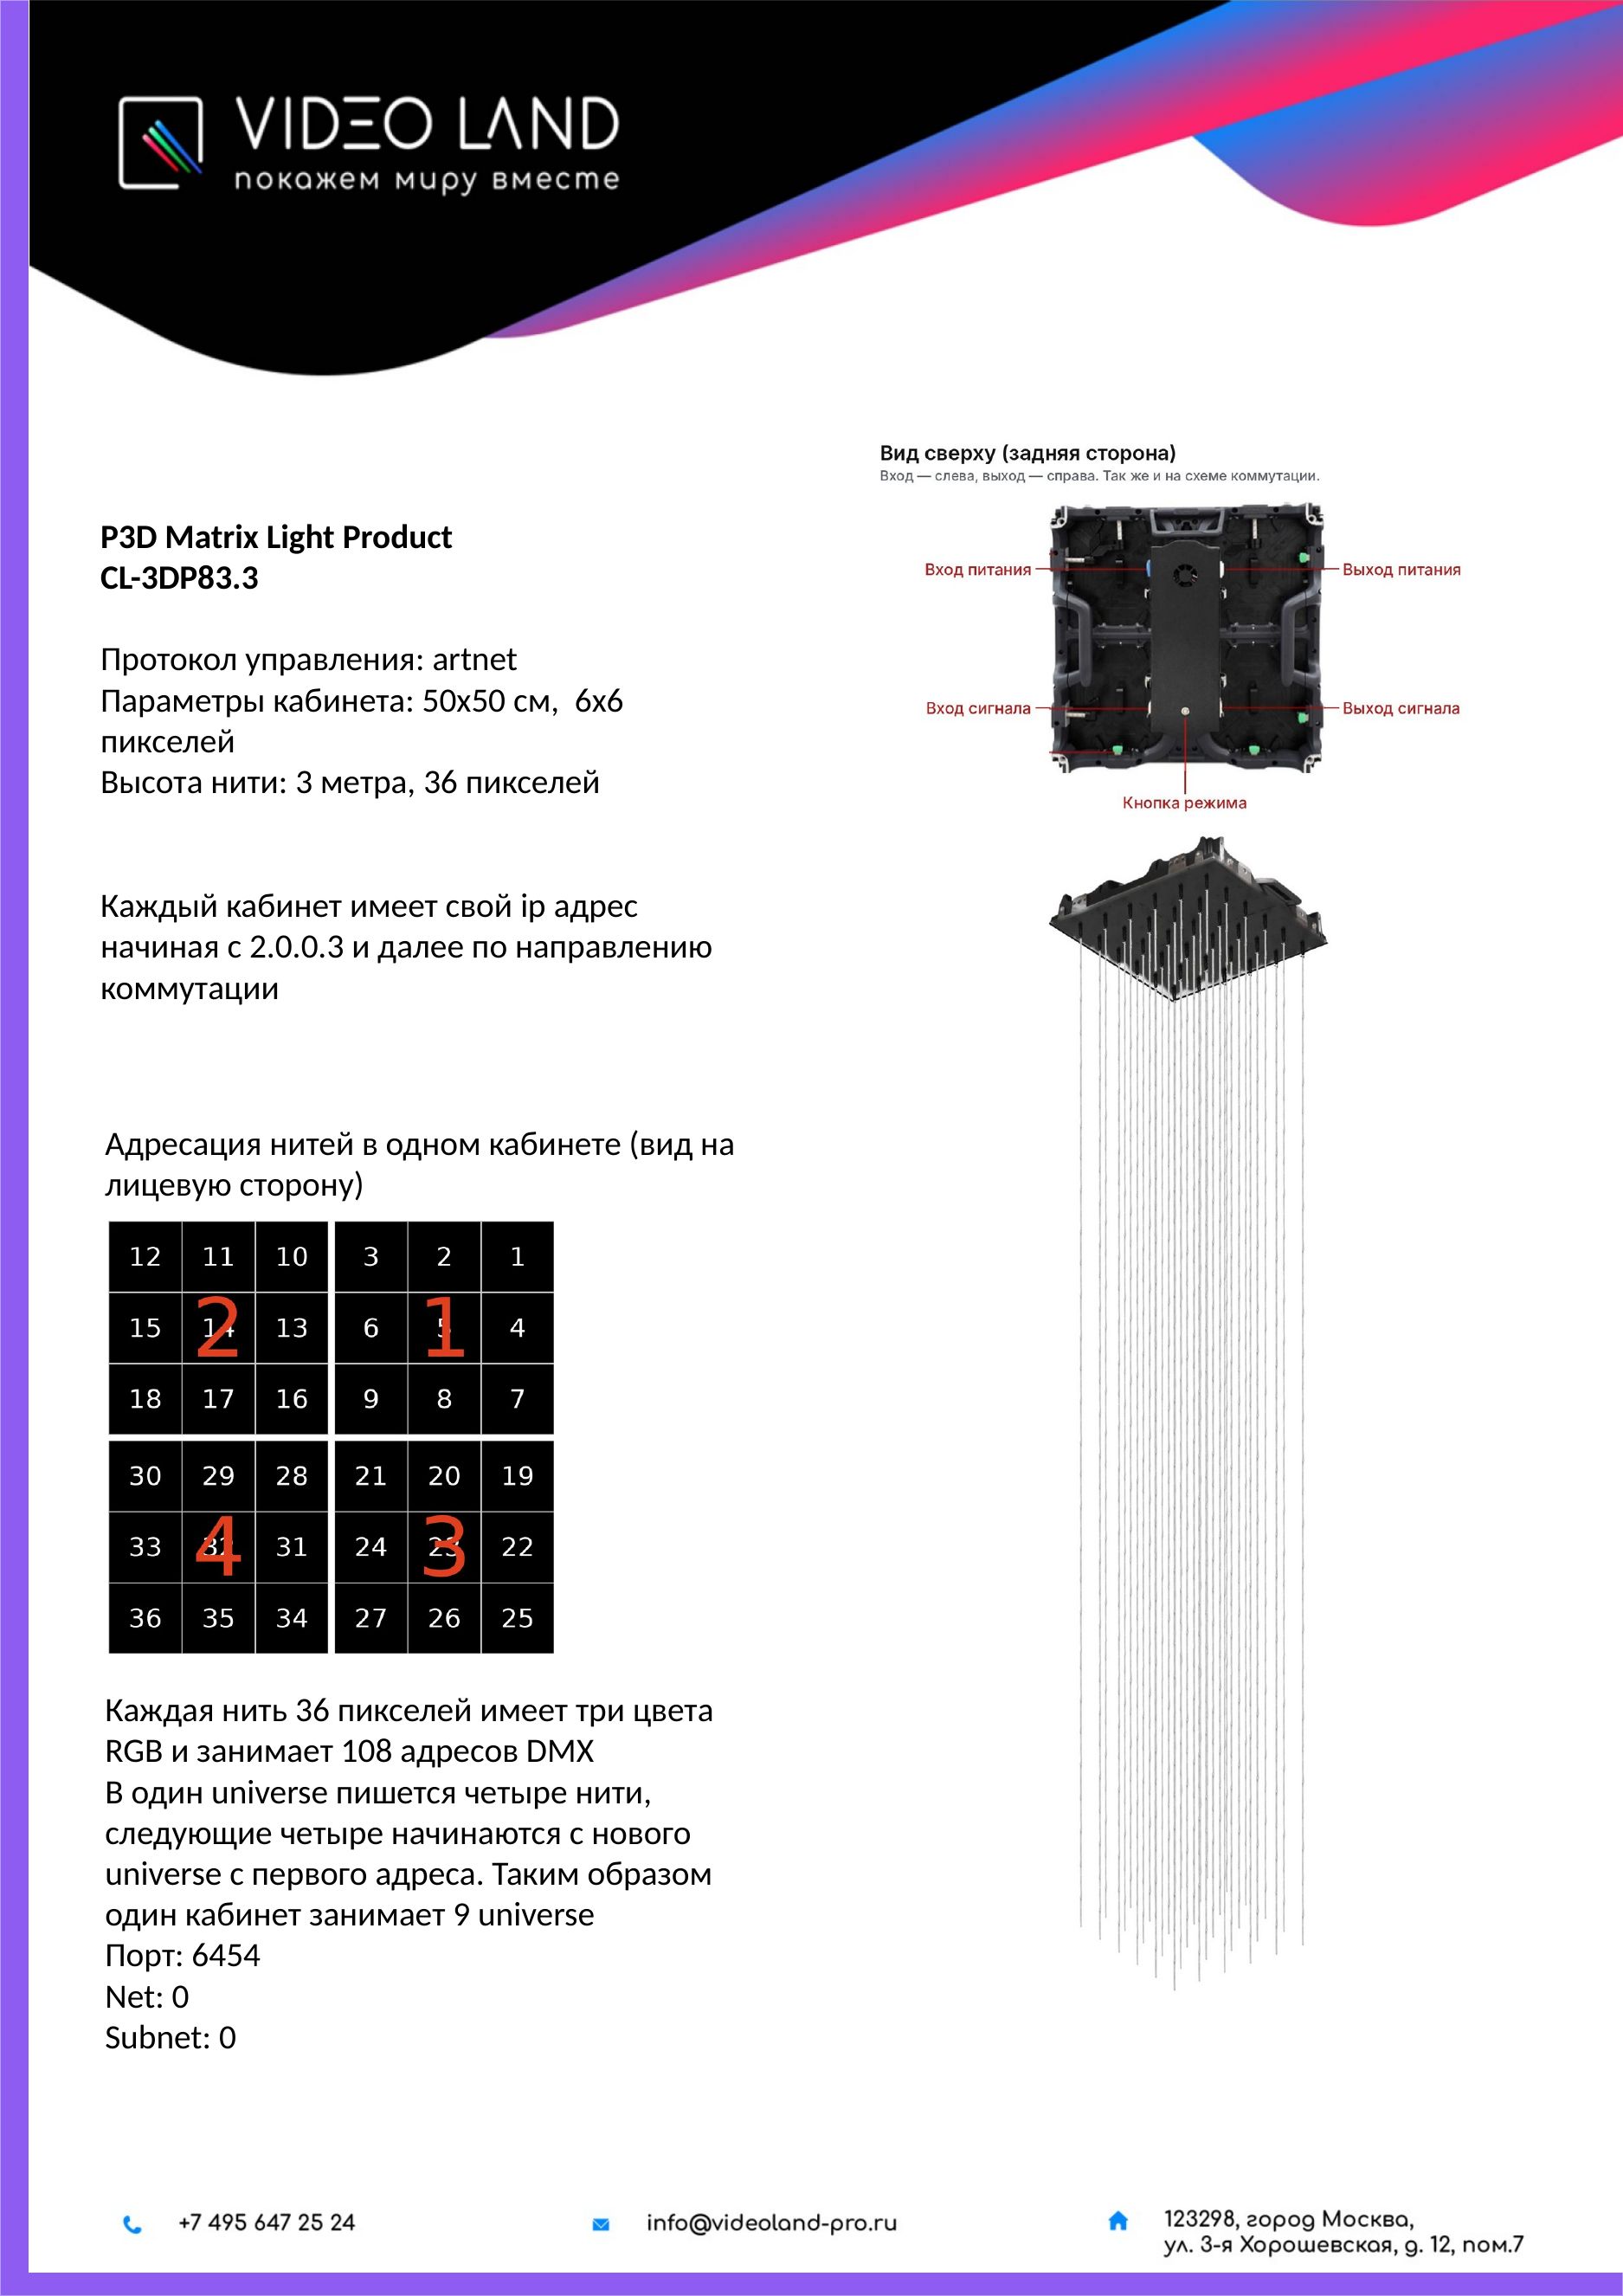 VIDEO LAND
покажем миру вместе
Вид сверху (задняя сторона)
Вход — слева, выход — справа. Так же и на схеме коммутации.
Вход питания
Выход питания
Вход сигнала
Выход сигнала
Кнопка режима
P3D Matrix Light Product
CL-3DP83.3
Протокол управления: artnet
Параметры кабинета: 50x50 см,  6x6
пикселей
Высота нити: 3 метра, 36 пикселей
Каждый кабинет имеет свой ip адрес
начиная с 2.0.0.3 и далее по направлению
коммутации
Адресация нитей в одном кабинете (вид на
лицевую сторону)
12 11 10 3 2 1
15 14 13 6 5 4
2 1
18 17 16 9 8 7
30 29 28 21 20 19
33 32 31 24 23 22
4 3
36 35 34 27 26 25
Каждая нить 36 пикселей имеет три цвета
RGB и занимает 108 адресов DMX
В один universe пишется четыре нити,
следующие четыре начинаются с нового
universe с первого адреса. Таким образом
один кабинет занимает 9 universe
Порт: 6454
Net: 0
Subnet: 0
+7 495 647 25 24
info@videoland-pro.ru
123298, город Москва,
ул. 3-я Хорошевская, д. 12, пом.7